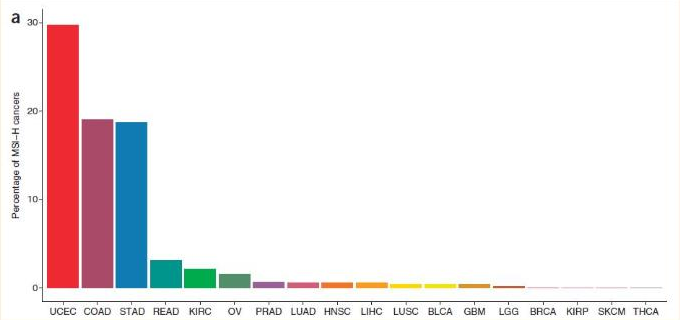 a
Percentage of MSI–H cancers
30
20
10
0
UCEC COAD STAD READ KIRC OV PRAD LUAD HNSC LIHC LUSC BLCA GBM LGG BRCA KIRP SKCM THCA